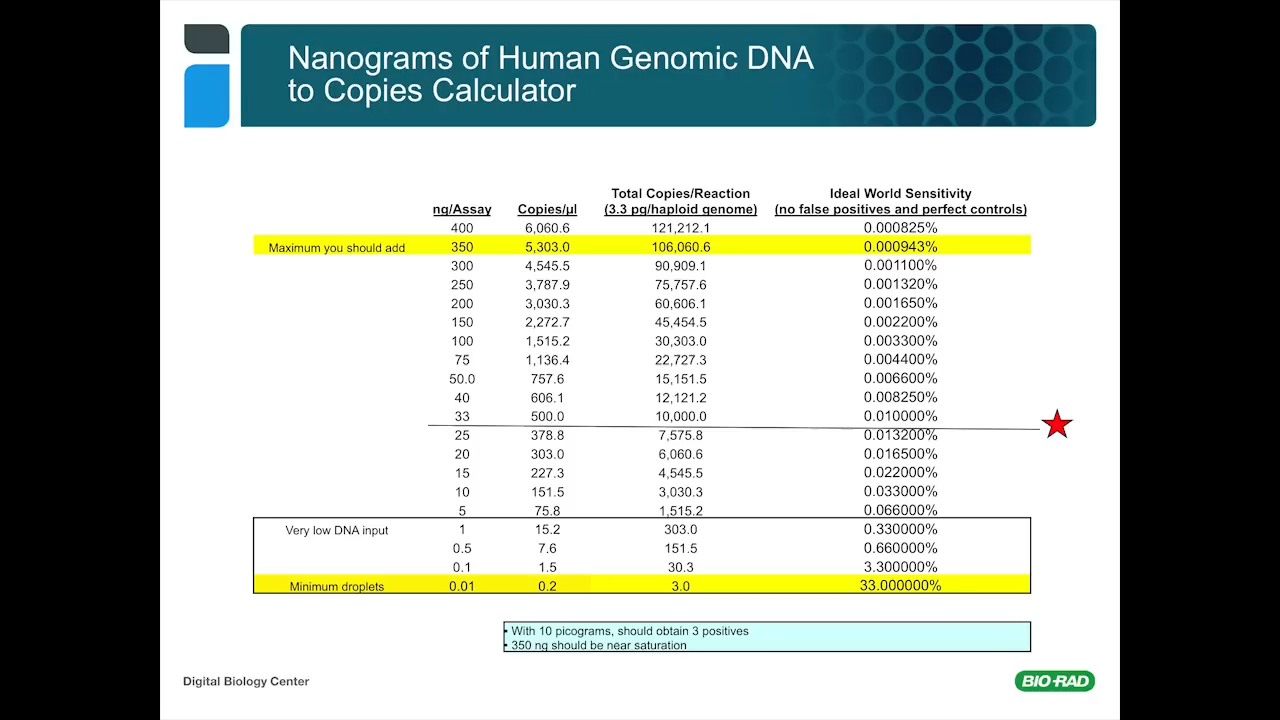 Nanograms of Human Genomic DNA
to Copies Calculator
Total Copies/Reaction Ideal World Sensitivity
ng/Assay Copies/µl (3.3 pg/haploid genome) (no false positives and perfect controls)
400 6,060.6 121,212.1 0.000825%
Maximum you should add 350 5,303.0 106,060.6 0.000943%
300 4,545.5 90,909.1 0.001100%
250 3,787.9 75,757.6 0.001320%
200 3,030.3 60,606.1 0.001650%
150 2,272.7 45,454.5 0.002200%
100 1,515.2 30,303.0 0.003300%
75 1,136.4 22,727.3 0.004400%
50.0 757.6 15,151.5 0.006600%
40 606.1 12,121.2 0.008250%
33 500.0 10,000.0 0.010000%
25 378.8 7,575.8 0.013200%
20 303.0 6,060.6 0.016500%
15 227.3 4,545.5 0.022000%
10 151.5 3,030.3 0.033000%
5 75.8 1,515.2 0.066000%
Very low DNA input 1 15.2 303.0 0.330000%
0.5 7.6 151.5 0.660000%
0.1 1.5 30.3 3.300000%
Minimum droplets 0.01 0.2 3.0 33.000000%
• With 10 picograms, should obtain 3 positives
• 350 ng should be near saturation
Digital Biology Center
BIO-RAD